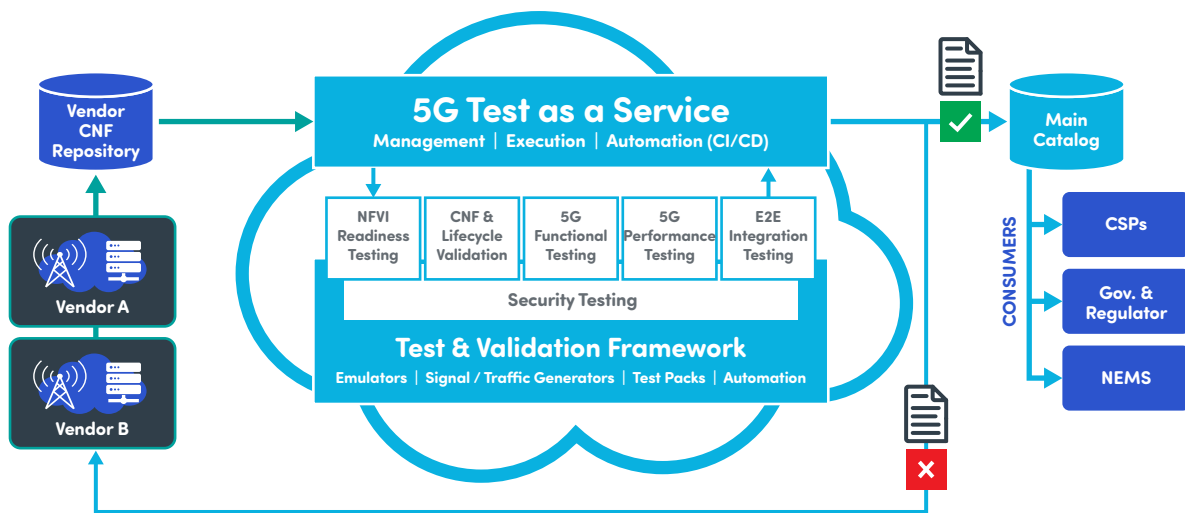 Vendor
CNF
Repository
Vendor A
Vendor B
5G Test as a Service
Management | Execution | Automation (CI/CD)
NFVI
Readiness
Testing
CNF &
Lifecycle
Validation
5G
Functional
Testing
5G
Performance
Testing
E2E
Integration
Testing
Security Testing
Test & Validation Framework
Emulators | Signal / Traffic Generators | Test Packs | Automation
Main
Catalog
CONSUMERS
CSPs
Gov. &
Regulator
NEMS